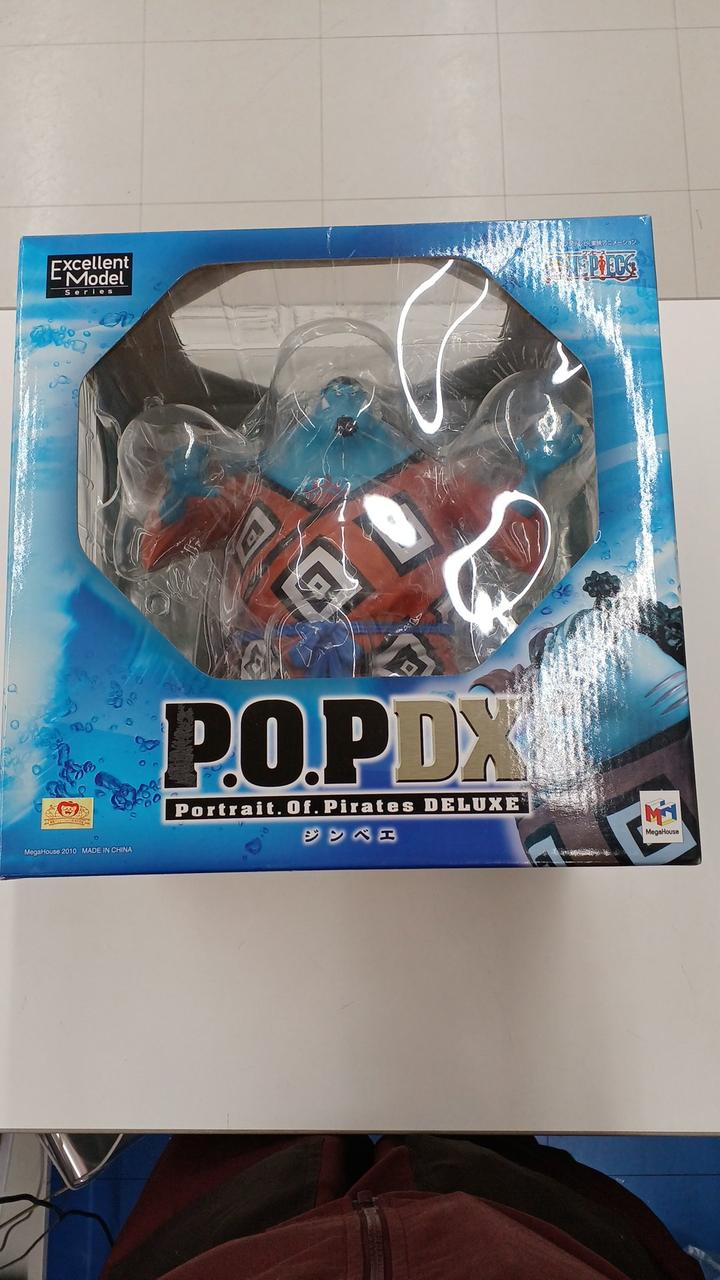 Excellent
Model
Series
ONE PIECE
P.O.P DX
Portrait.Of.Pirates DELUXE
ジンベエ
MegaHouse 2010 MADE IN CHINA
MegaHouse